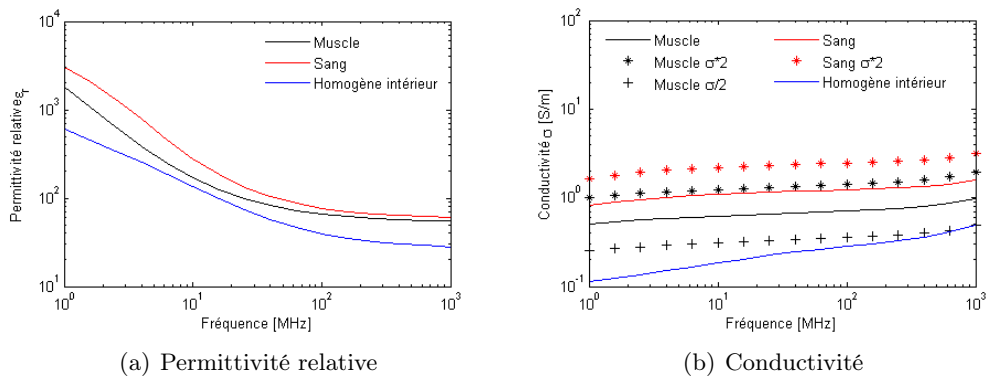 10^4
10^3
10^2
10^1
Permittivité relative ε_r
Muscle
Sang
Homogène intérieur
10^0 10^1 10^2 10^3
Fréquence [MHz]
(a) Permittivité relative
10^2
10^1
10^0
10^-1
Conductivité σ [S/m]
Muscle
Muscle σ*2
Muscle σ/2
Sang
Sang σ*2
Homogène intérieur
10^0 10^1 10^2 10^3
Fréquence [MHz]
(b) Conductivité